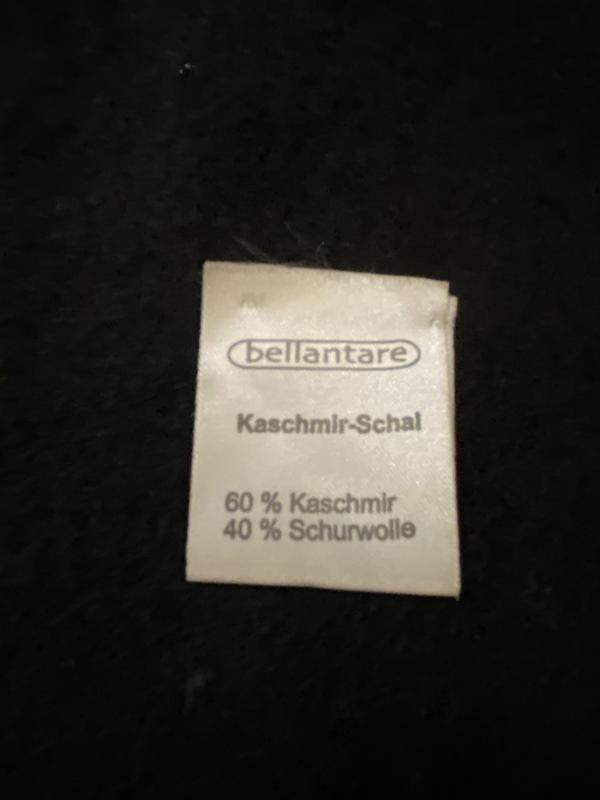 bellantare
Kaschmir-Schal
60 % Kaschmir
40 % Schurwolle